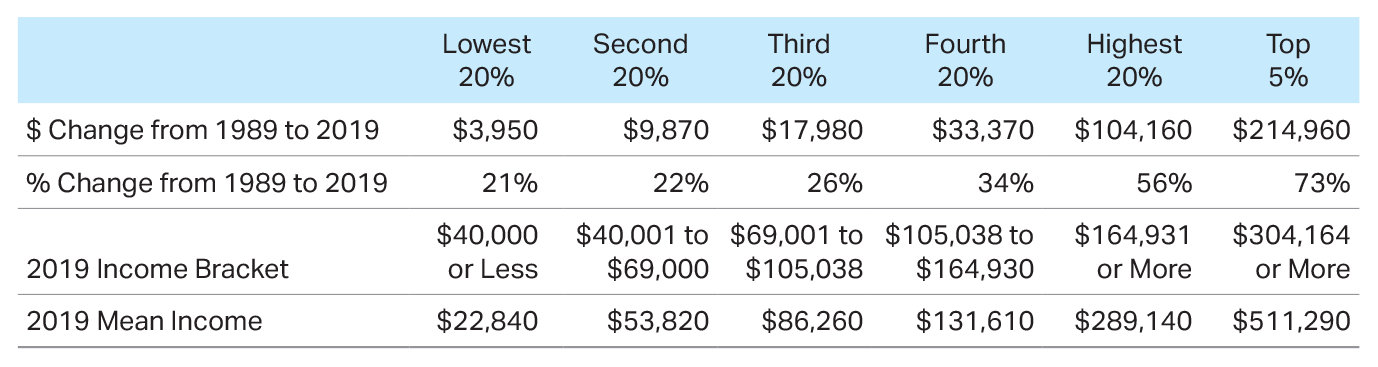 Lowest Second Third Fourth Highest Top
20% 20% 20% 20% 20% 5%
$ Change from 1989 to 2019 $3,950 $9,870 $17,980 $33,370 $104,160 $214,960
% Change from 1989 to 2019 21% 22% 26% 34% 56% 73%
$40,000 $40,001 to $69,001 to $105,038 to $164,931 $304,164
2019 Income Bracket or Less $69,000 $105,038 $164,930 or More or More
2019 Mean Income $22,840 $53,820 $86,260 $131,610 $289,140 $511,290